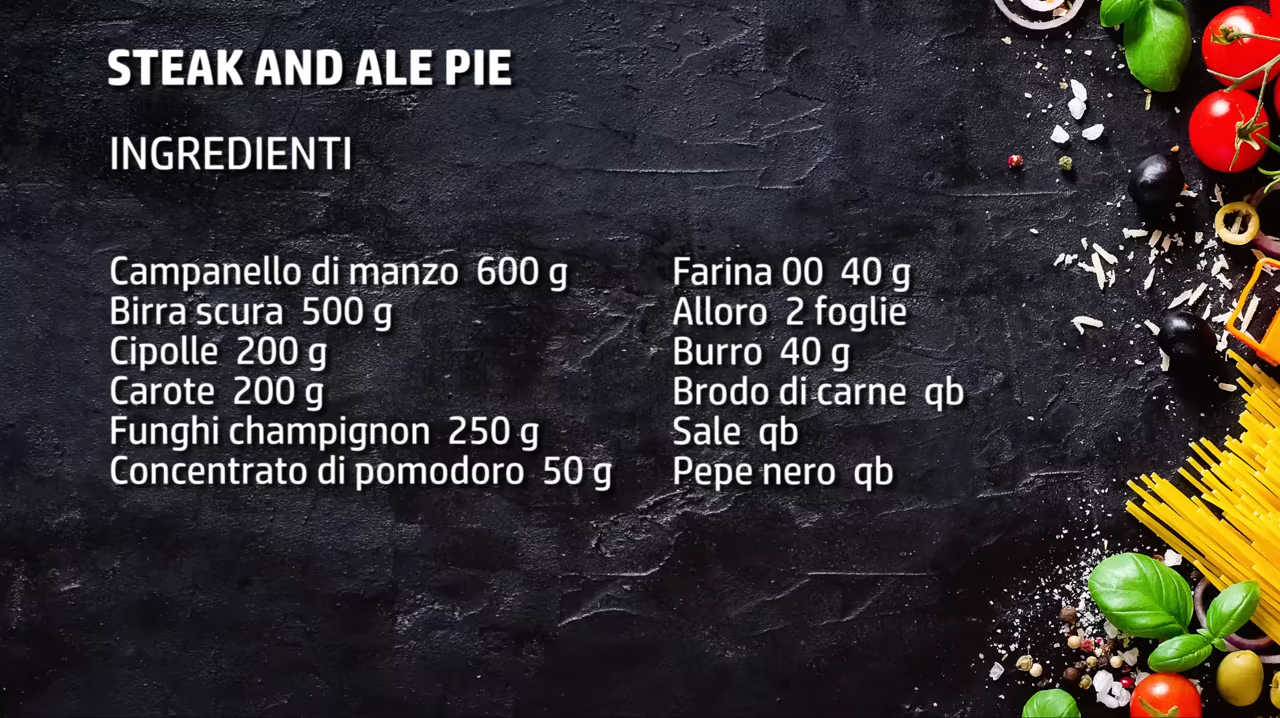 STEAK AND ALE PIE
INGREDIENTI
Campanello di manzo 600 g
Birra scura 500 g
Cipolle 200 g
Carote 200 g
Funghi champignon 250 g
Concentrato di pomodoro 50 g
Farina 00 40 g
Alloro 2 foglie
Burro 40 g
Brodo di carne qb
Sale qb
Pepe nero qb